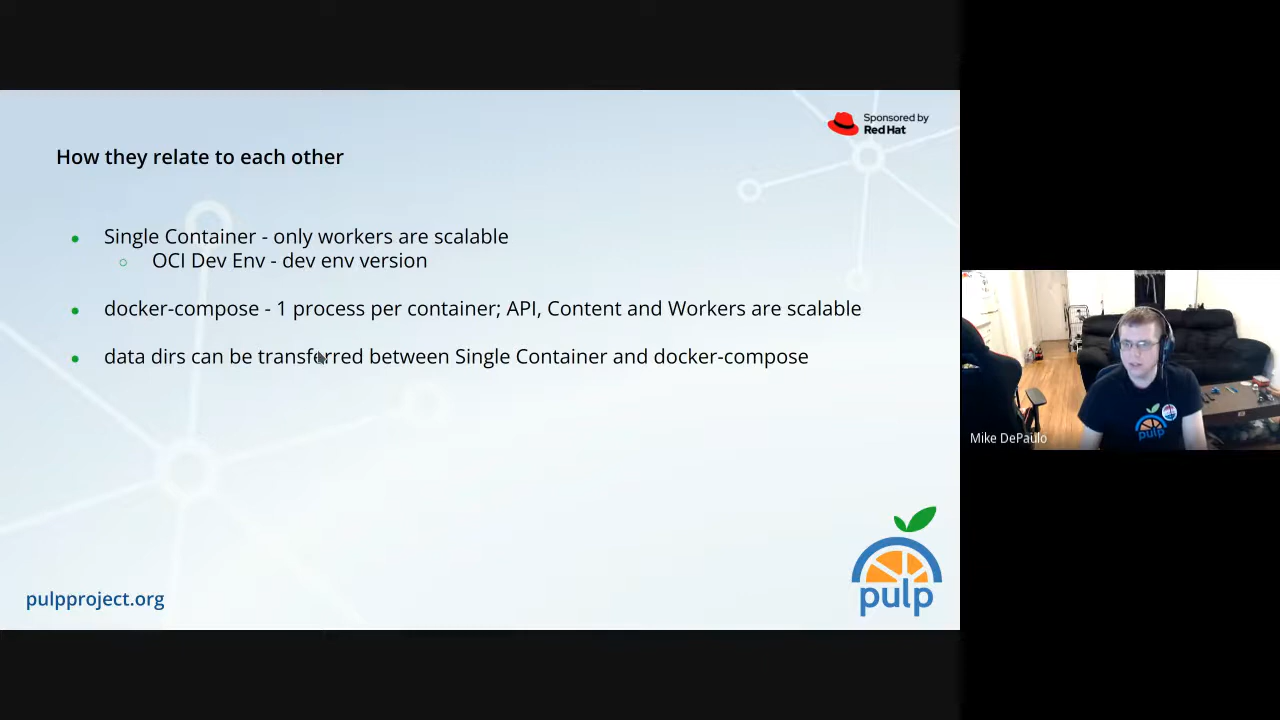 Sponsored by
Red Hat
How they relate to each other
Single Container - only workers are scalable
OCI Dev Env - dev env version
docker-compose - 1 process per container; API, Content and Workers are scalable
data dirs can be transferred between Single Container and docker-compose
pulpproject.org
pulp
Mike DePaulo
pulp